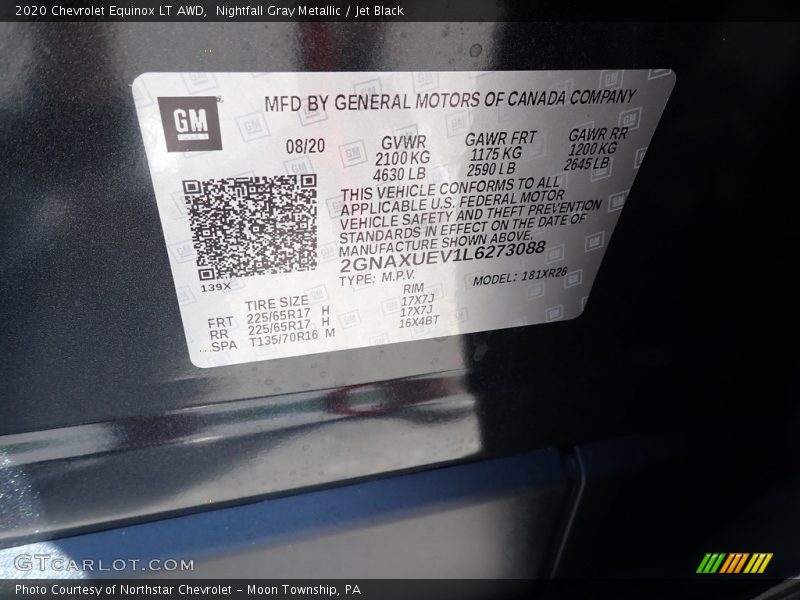 2020 Chevrolet Equinox LT AWD,  Nightfall Gray Metallic / Jet Black
GM
MFD BY GENERAL MOTORS OF CANADA COMPANY
08/20
GVWR
2100 KG
4630 LB
GAWR FRT
1175 KG
2590 LB
GAWR RR
1200 KG
2645 LB
THIS VEHICLE CONFORMS TO ALL
APPLICABLE U.S. FEDERAL MOTOR
VEHICLE SAFETY AND THEFT PREVENTION
STANDARDS IN EFFECT ON THE DATE OF
MANUFACTURE SHOWN ABOVE.
2GNAXUEV1L6273088
TYPE: M.P.V. MODEL: 181XR26
139X
TIRE SIZE RIM
FRT 225/65R17 H 17X7J
RR 225/65R17 H 17X7J
SPA T135/70R16 M 16X4BT
GTCARLOT.COM
Photo Courtesy of Northstar Chevrolet – Moon Township, PA